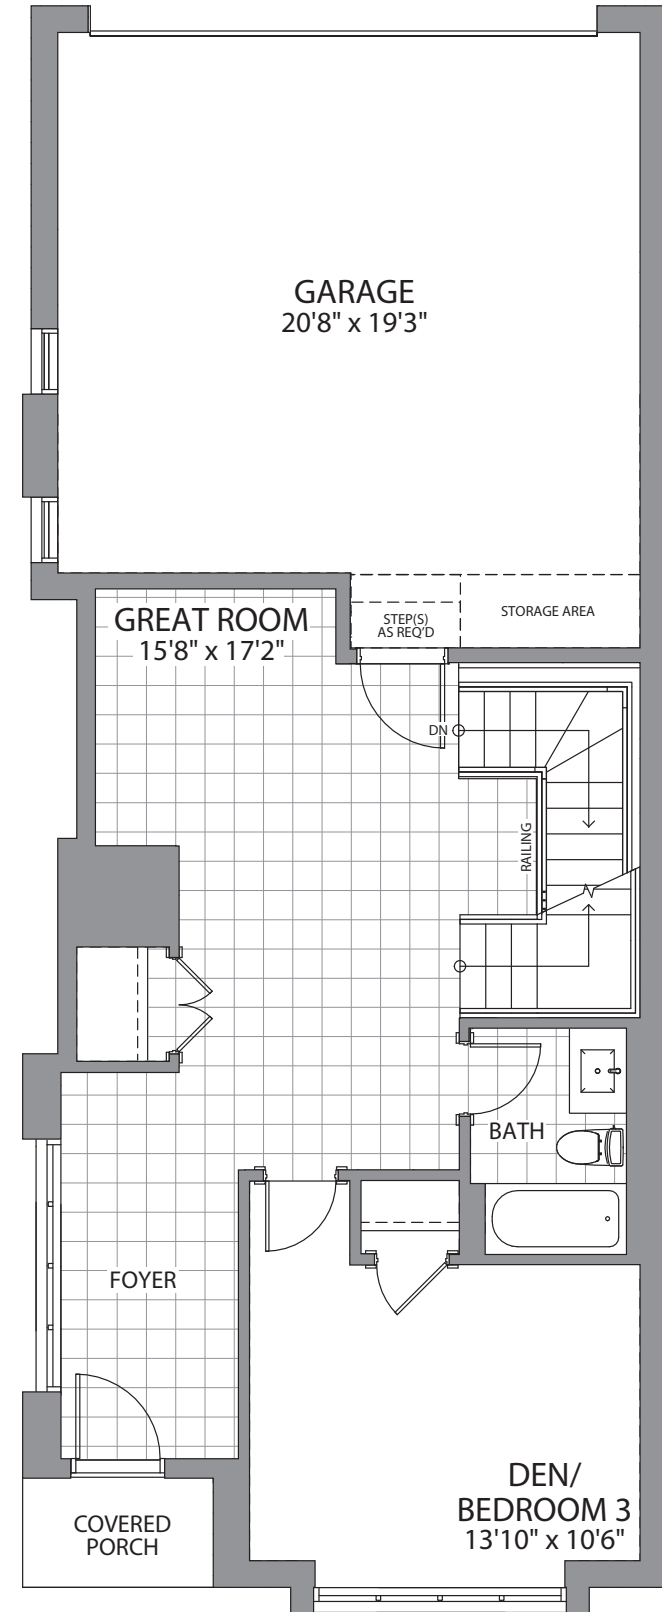 GARAGE
20'8" x 19'3"
GREAT ROOM
15'8" x 17'2"
STEP(S)
AS REQ'D
STORAGE AREA
DN
RAILING
BATH
FOYER
DEN/
BEDROOM 3
13'10" x 10'6"
COVERED
PORCH